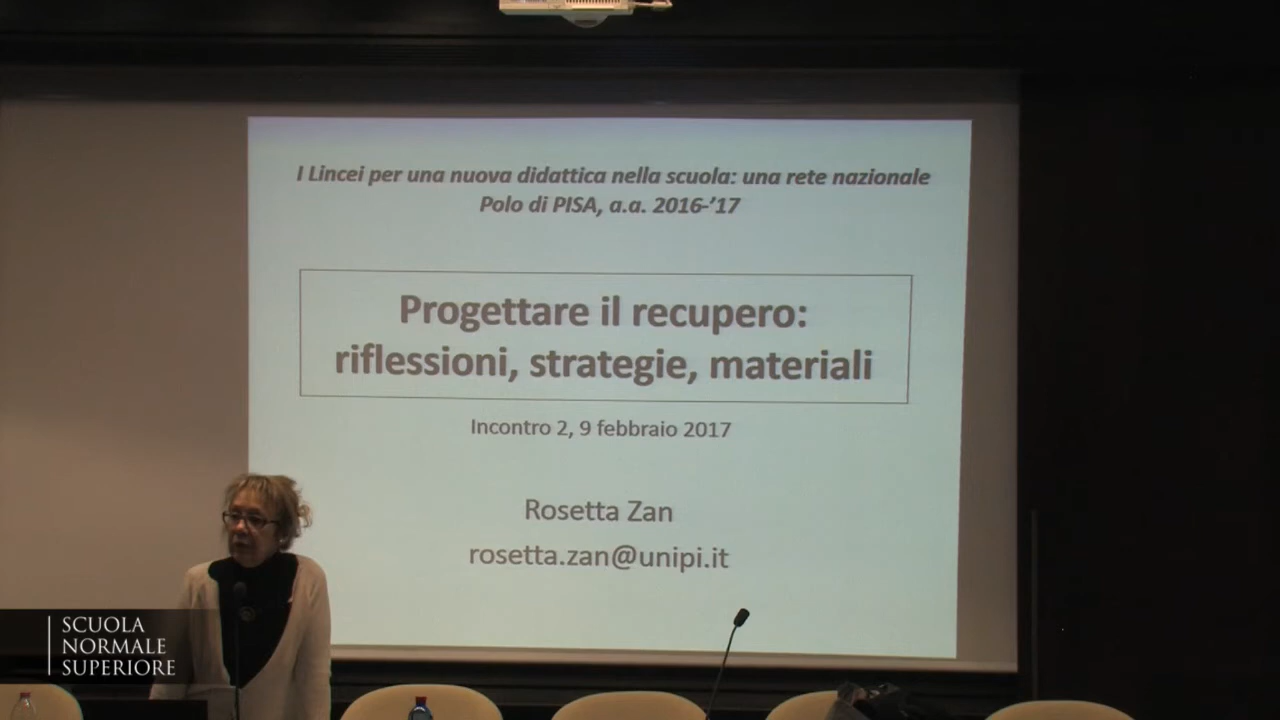 I Lincei per una nuova didattica nella scuola: una rete nazionale
Polo di PISA, a.a. 2016-'17
Progettare il recupero:
riflessioni, strategie, materiali
Incontro 2, 9 febbraio 2017
Rosetta Zan
rosetta.zan@unipi.it
SCUOLA
NORMALE
SUPERIORE